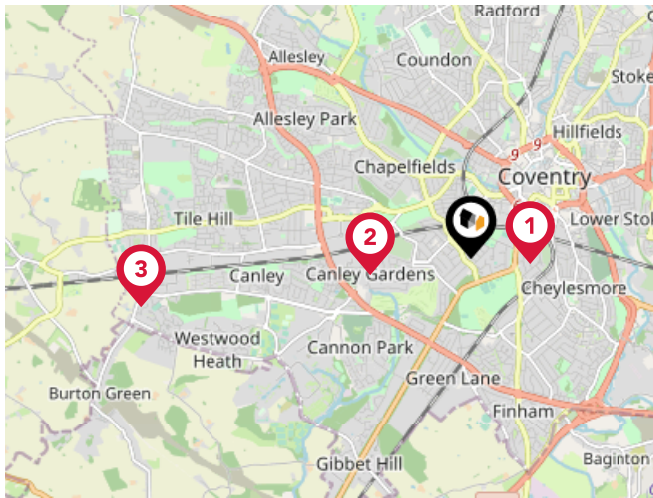 Radford
Allesley
Coundon
Stoke
Allesley Park
Hillfields
9
9
Chapelfields
Coventry
Tile Hill
1
Lower Stok
2
3
Canley
Canley Gardens
Cheylesmore
Westwood
Heath
Cannon Park
Green Lane
Burton Green
Finham
Gibbet Hill
Baginton